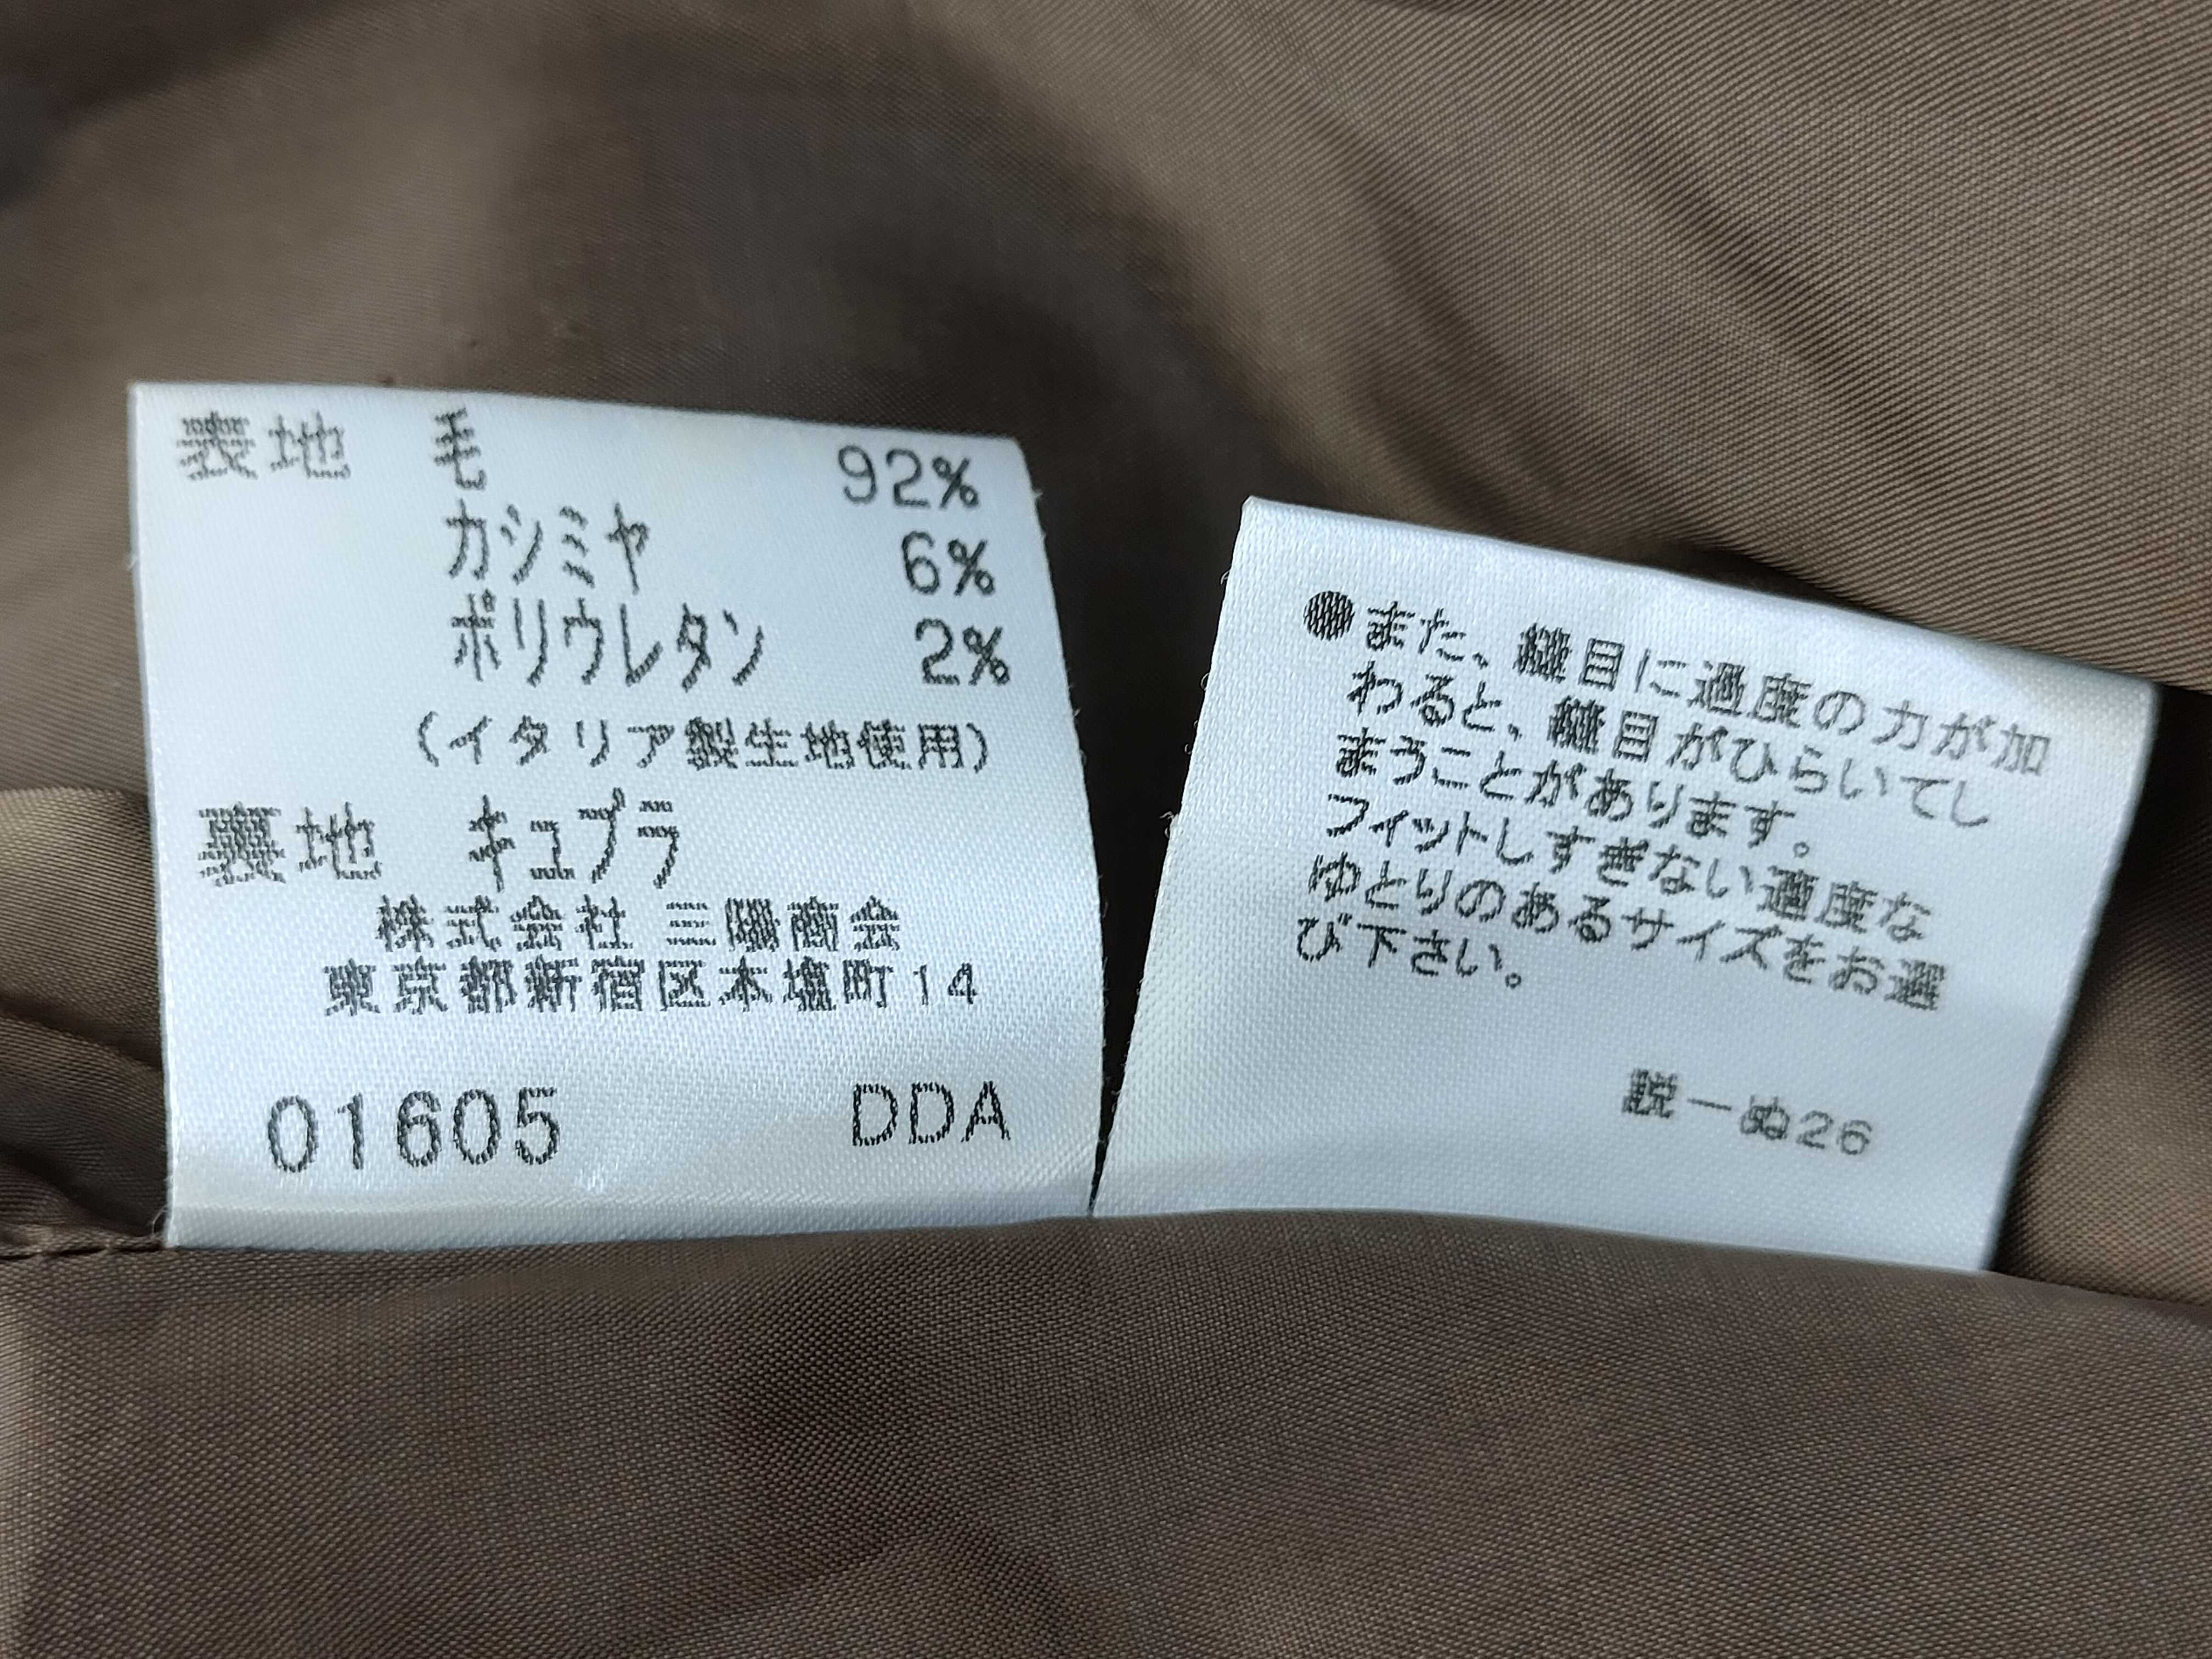 表地 毛 92%
カシミヤ 6%
ポリウレタン 2%
(イタリア製生地使用)
裏地 キュプラ
株式会社 三陽商会
東京都新宿区本塩町14
01605 DDA
●また、縫目に過度の力が加
わると、縫目がひらいてし
まうことがあります。
フィットしすぎない適度な
ゆとりのあるサイズをお選
び下さい。
説ーぬ26